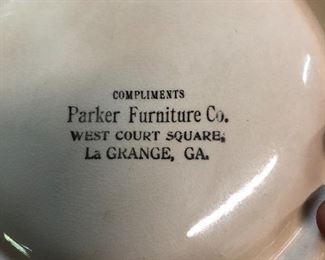 COMPLIMENTS
Parker Furniture Co.
WEST COURT SQUARE,
La GRANGE, GA.